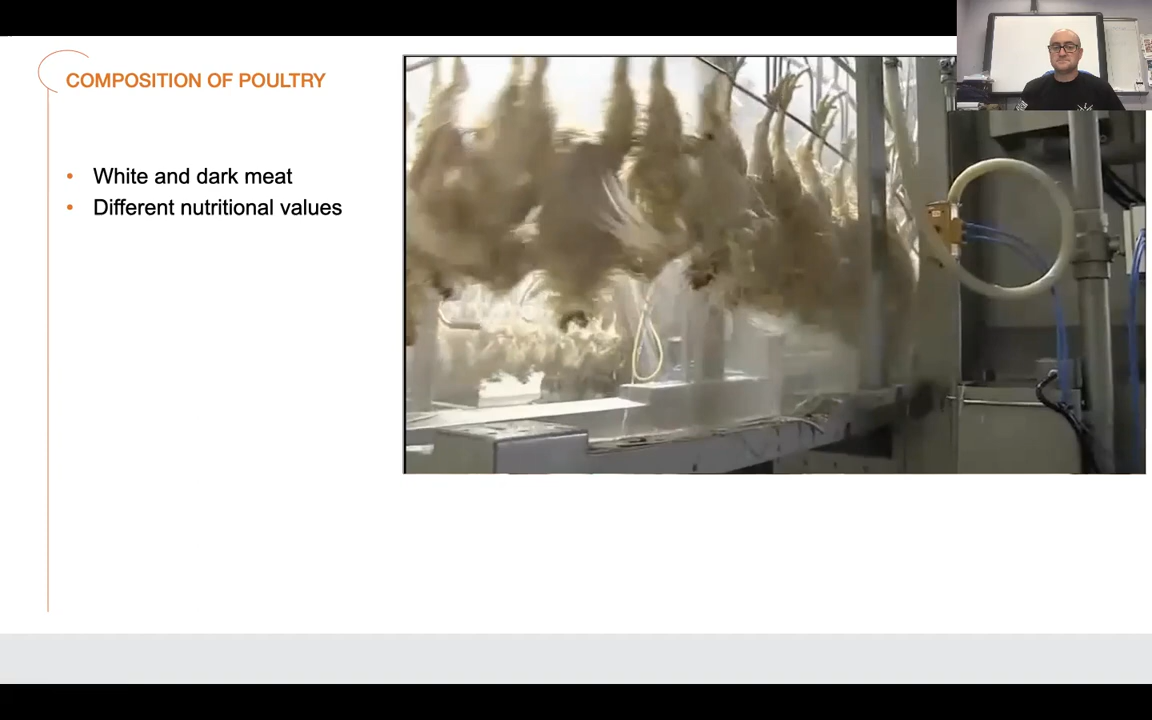 COMPOSITION OF POULTRY
• White and dark meat
• Different nutritional values